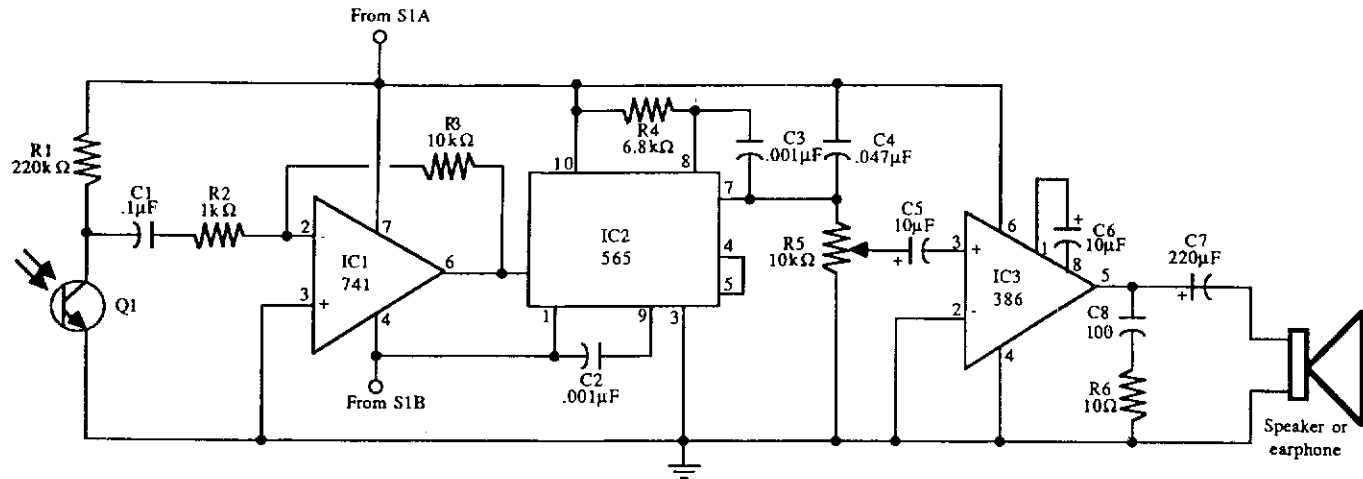 From S1A
R1
220kΩ
C1
.1µF
R2
1kΩ
R3
10kΩ
Q1
2
-
3
+
7
IC1
741
6
4
From S1B
10
R4
6.8kΩ
8
7
IC2
565
4
5
1
9
3
C2
.001µF
C3
.001µF
C4
.047µF
R5
10kΩ
C5
10µF
+
3
+
2
-
6
IC3
386
1
8
+
C6
10µF
5
4
C7
220µF
+
C8
100
R6
10Ω
Speaker or
earphone